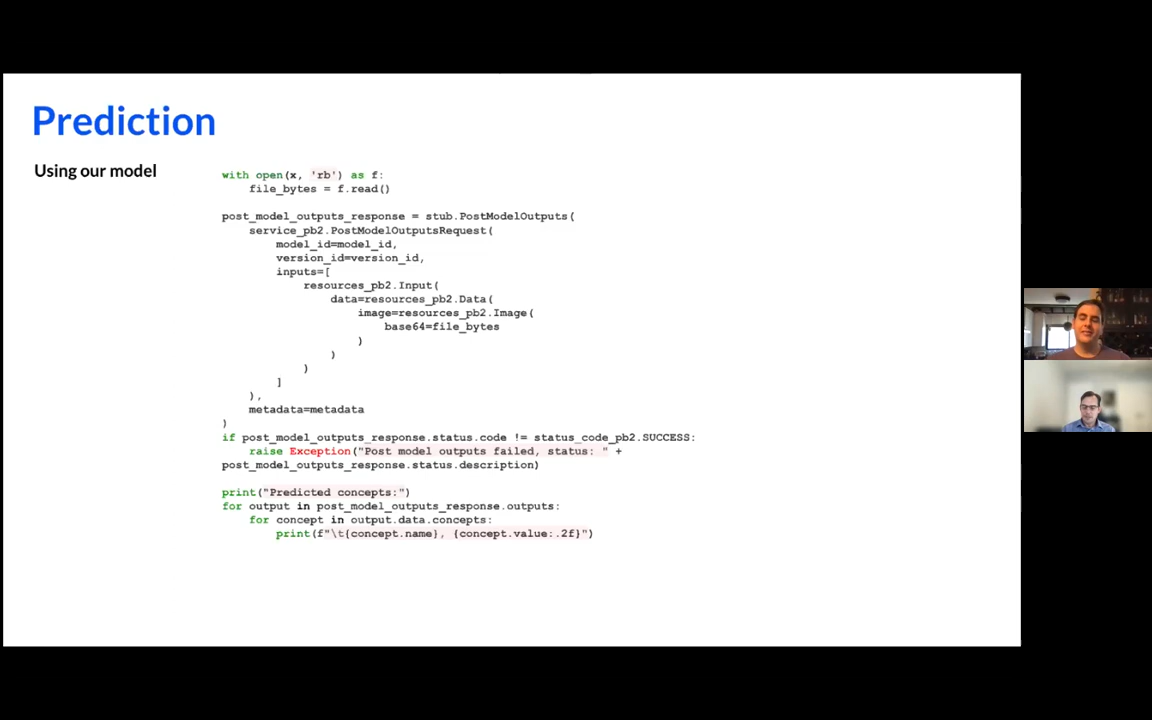 Prediction
Using our model
with open(x, 'rb') as f:
    file_bytes = f.read()
post_model_outputs_response = stub.PostModelOutputs(
    service_pb2.PostModelOutputsRequest(
        model_id=model_id,
        version_id=version_id,
        inputs=[
            resources_pb2.Input(
                data=resources_pb2.Data(
                    image=resources_pb2.Image(
                        base64=file_bytes
                    )
                )
            )
        ]
    ),
    metadata=metadata
)
if post_model_outputs_response.status.code != status_code_pb2.SUCCESS:
    raise Exception("Post model outputs failed, status: " +
post_model_outputs_response.status.description)
print("Predicted concepts:")
for output in post_model_outputs_response.outputs:
    for concept in output.data.concepts:
        print(f"\t{concept.name}, {concept.value:.2f}")